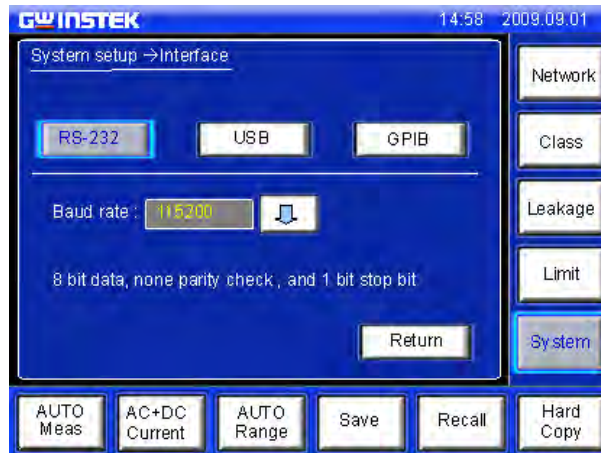 GWINSTEK 14:58 2009.09.01
System setup →Interface
RS-232 USB GPIB
Baud rate : 115200
8 bit data, none parity check , and 1 bit stop bit
Return
Network
Class
Leakage
Limit
System
AUTO Meas
AC+DC Current
AUTO Range
Save
Recall
Hard Copy